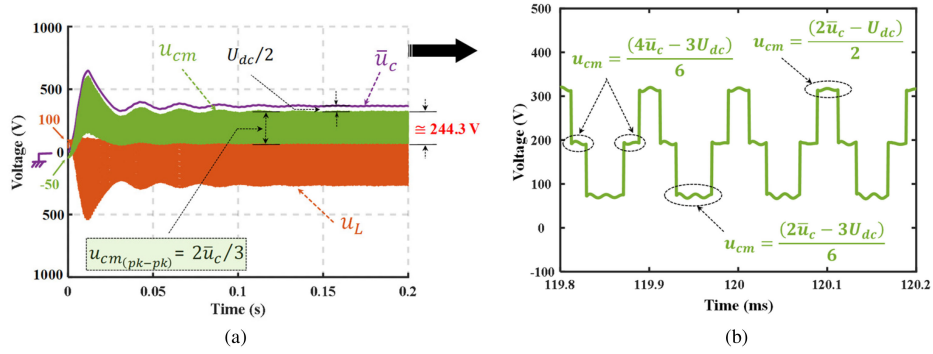 1000
500
100
0
-50
500
1000
Voltage (V)
u_cm
U_dc/2
ū_c
≅ 244.3 V
u_L
u_cm(pk−pk) = 2ū_c/3
0 0.05 0.1 0.15 0.2
Time (s)
(a)
500
400
300
200
100
0
-100
Voltage (V)
u_cm = (4ū_c − 3U_dc)/6
u_cm = (2ū_c − U_dc)/2
u_cm = (2ū_c − 3U_dc)/6
119.8 119.9 120 120.1 120.2
Time (ms)
(b)